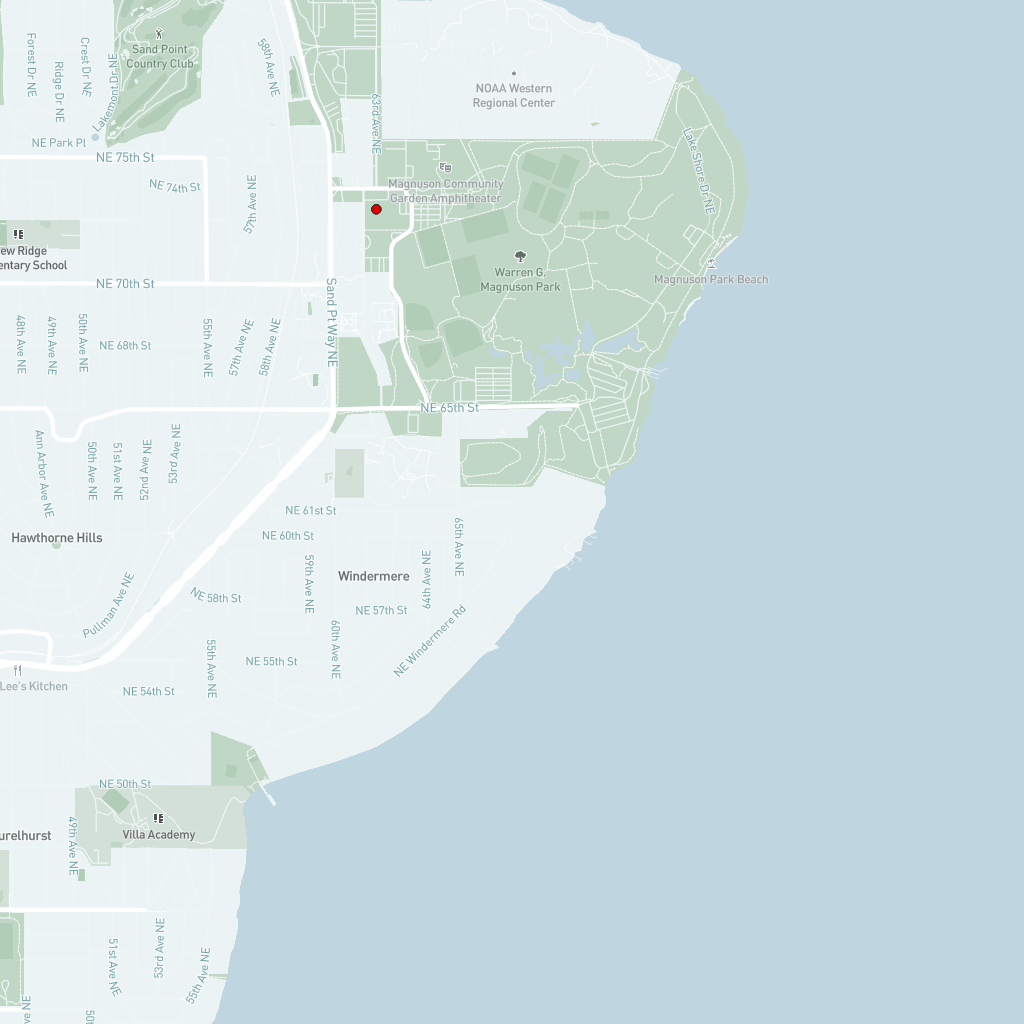 Forest Dr NE
Ridge Dr NE
Crest Dr NE
Lakemont Dr NE
Sand Point
Country Club
58th Ave NE
63rd Ave NE
NOAA Western
Regional Center
Lake Shore Dr NE
NE Park Pl
NE 75th St
NE 74th St
57th Ave NE
Magnuson Community
Garden Amphitheater
ew Ridge
entary School
Warren G.
Magnuson Park
Magnuson Park Beach
NE 70th St
Sand Pt Way NE
48th Ave NE
49th Ave NE
50th Ave NE
NE 68th St
55th Ave NE
57th Ave NE
58th Ave NE
NE 65th St
Ann Arbor Ave NE
50th Ave NE
51st Ave NE
52nd Ave NE
53rd Ave NE
NE 61st St
NE 60th St
Hawthorne Hills
65th Ave NE
59th Ave NE
Windermere
64th Ave NE
Pullman Ave NE
NE 58th St
NE 57th St
60th Ave NE
NE Windermere Rd
55th Ave NE
NE 55th St
Lee's Kitchen
NE 54th St
NE 50th St
urelhurst
49th Ave NE
Villa Academy
51st Ave NE
53rd Ave NE
55th Ave NE
ve NE
50t